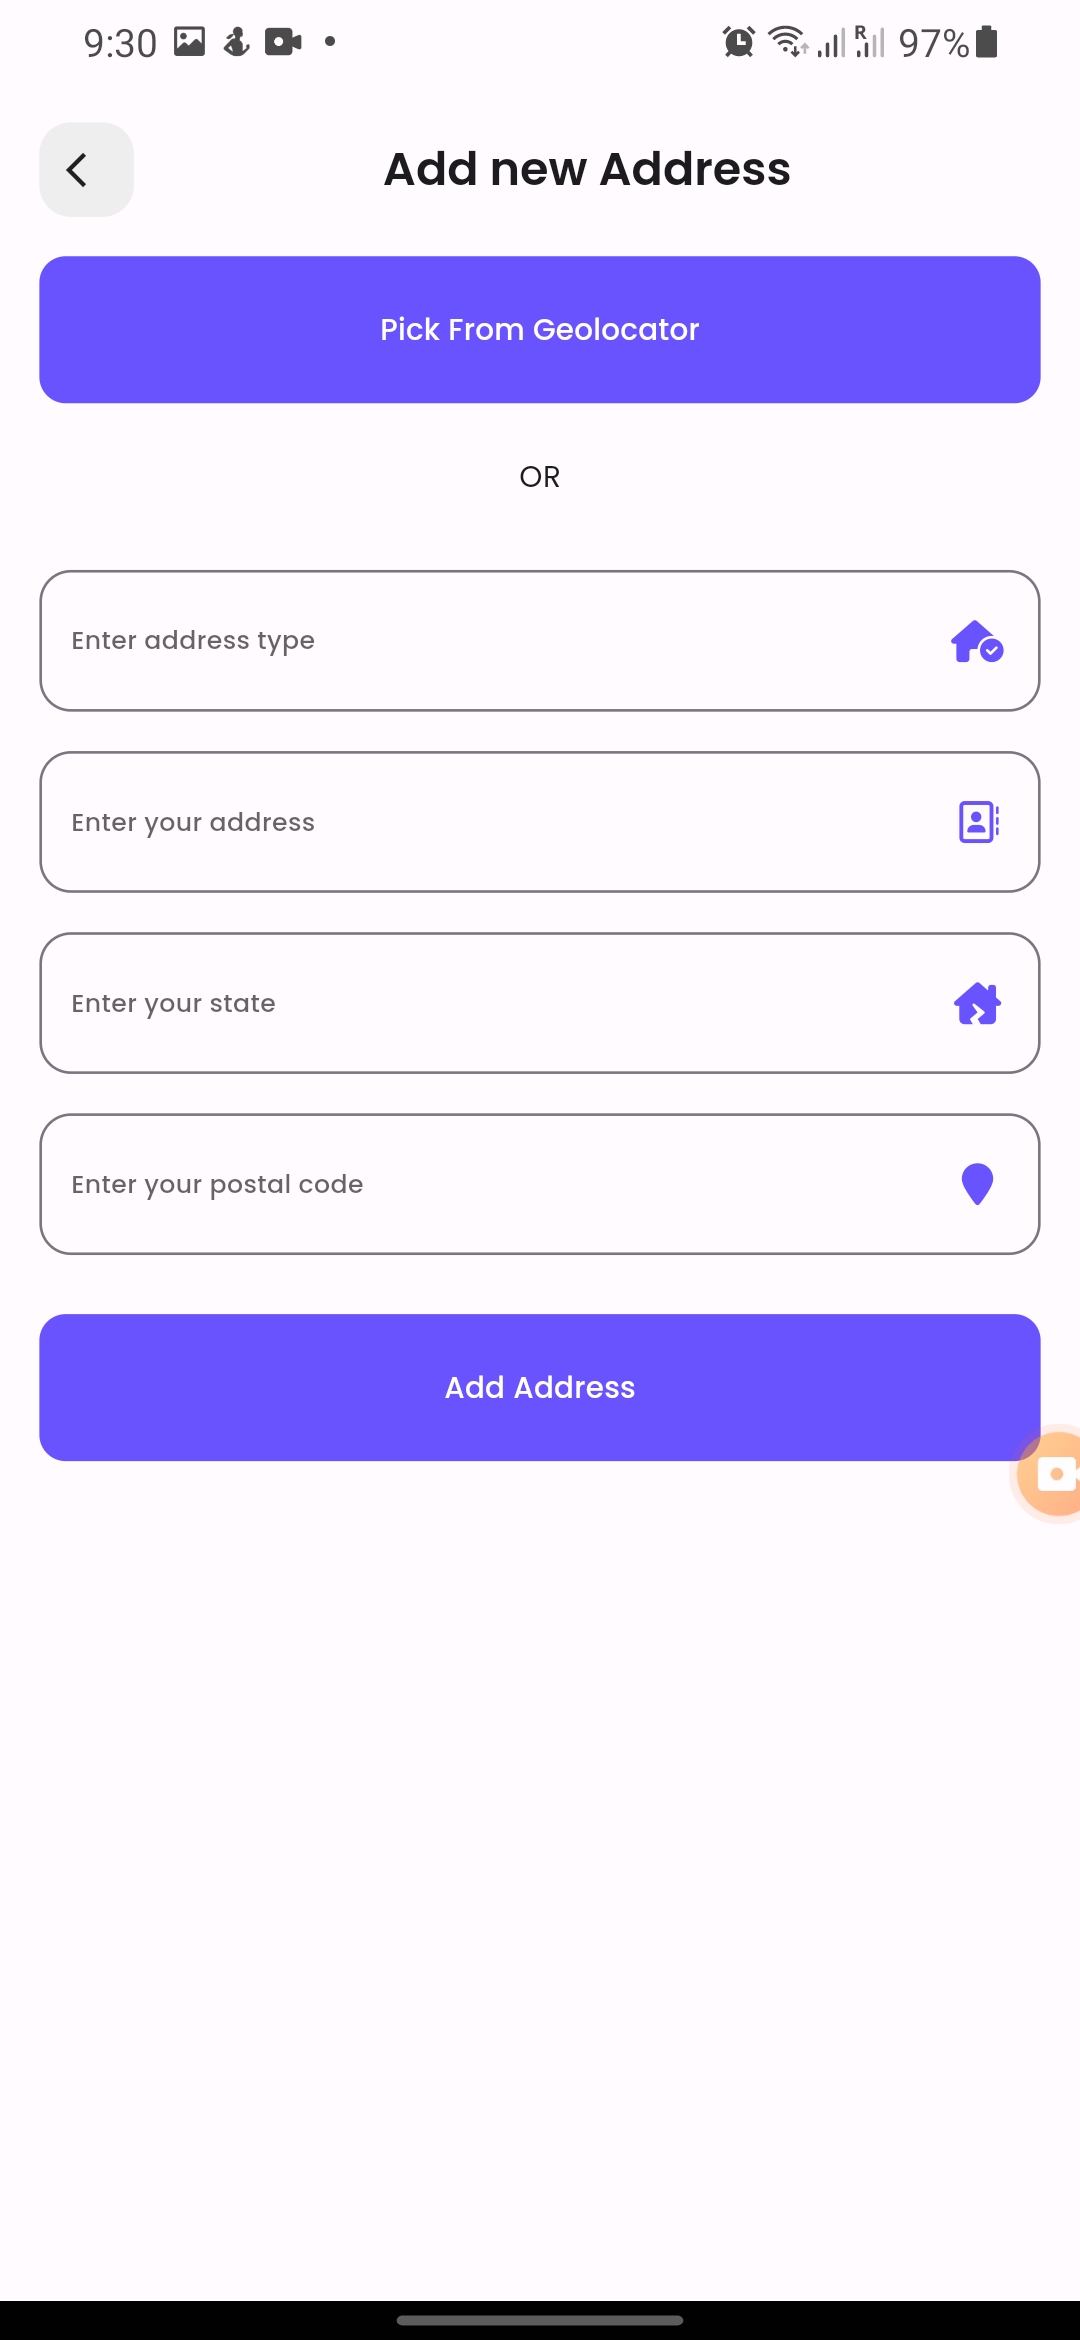 9:30 R 97%
Add new Address
Pick From Geolocator
OR
Enter address type
Enter your address
Enter your state
Enter your postal code
Add Address